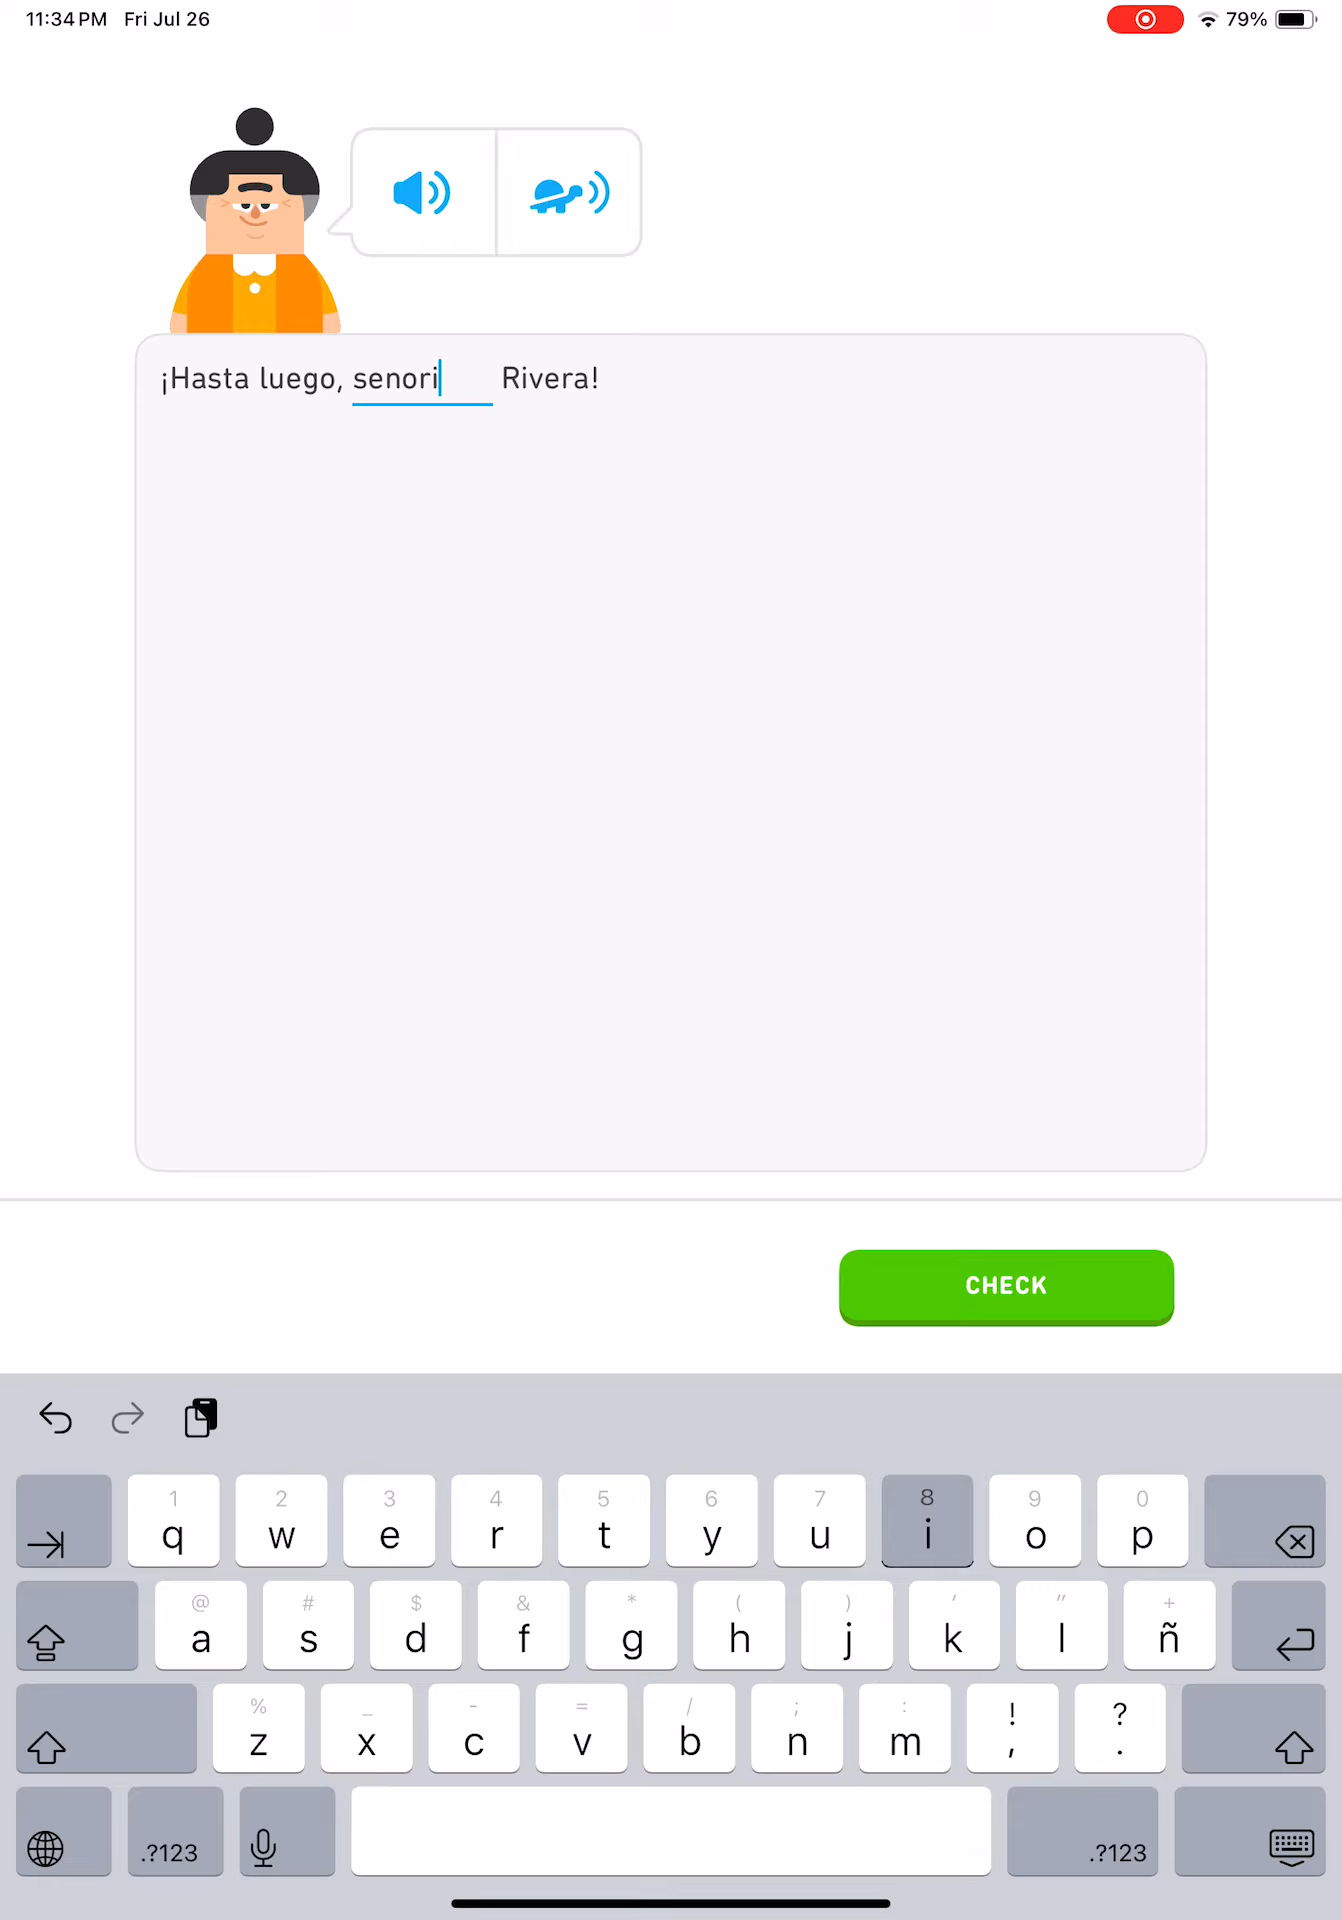 11:34 PM Fri Jul 26 79%
¡Hasta luego, senori Rivera!
CHECK
1 2 3 4 5 6 7 8 9 0
q w e r t y u i o p
@ # $ & * ( ) ' " +
a s d f g h j k l ñ
% _ - = / ; : ! ?
z x c v b n m , .
.?123 .?123